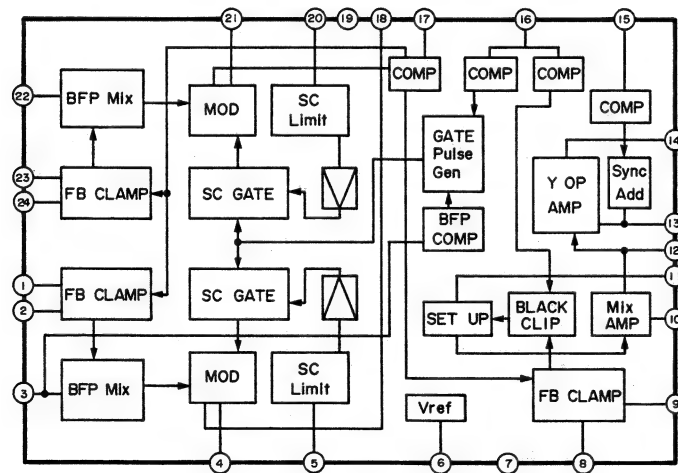 21 20 19 18 17 16 15
22
BFP Mix
MOD
SC
Limit
COMP
COMP
COMP
COMP
14
23
24
FB CLAMP
SC GATE
GATE
Pulse
Gen
Y OP
AMP
Sync
Add
BFP
COMP
13
12
1
2
FB CLAMP
SC GATE
1
SET UP
BLACK
CLIP
Mix
AMP
10
3
BFP Mix
MOD
SC
Limit
Vref
FB CLAMP
9
4 5 6 7 8